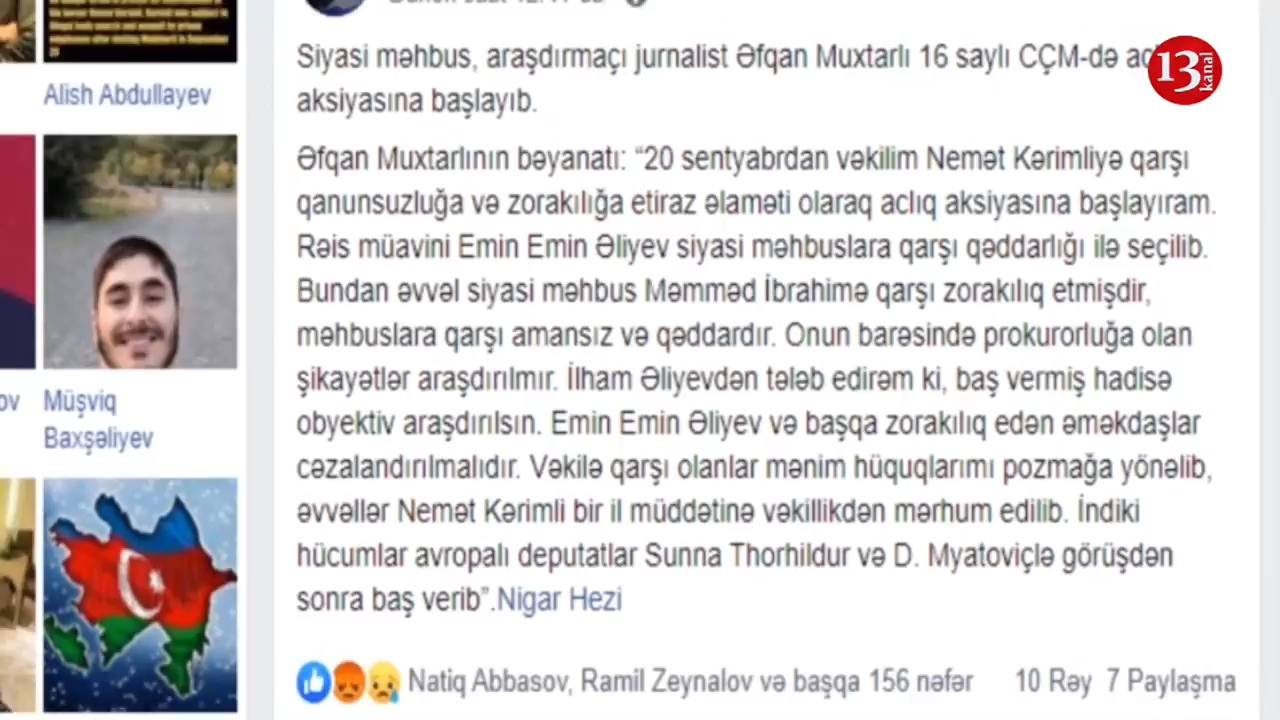 Siyasi məhbus, araşdırmaçı jurnalist Əfqan Muxtarlı 16 saylı CÇM-də
aksiyasına başlayıb.
Əfqan Muxtarlının bəyanatı: “20 sentyabrdan vəkilim Nemət Kərimliyə qarşı
qanunsuzluğa və zorakılığa etiraz əlaməti olaraq aclıq aksiyasına başlayıram.
Rəis müavini Emin Emin Əliyev siyasi məhbuslara qarşı qəddarlığı ilə seçilib.
Bundan əvvəl siyasi məhbus Məmməd İbrahimə qarşı zorakılıq etmişdir,
məhbuslara qarşı amansız və qəddardır. Onun barəsində prokurorluğa olan
şikayətlər araşdırılmır. İlham Əliyevdən tələb edirəm ki, baş vermiş hadisə
obyektiv araşdırılsın. Emin Emin Əliyev və başqa zorakılıq edən əməkdaşlar
cəzalandırılmalıdır. Vəkilə qarşı olanlar mənim hüquqlarımı pozmağa yönəlib,
əvvəllər Nemət Kərimli bir il müddətinə vəkillikdən mərhum edilib. İndiki
hücumlar avropalı deputatlar Sunna Thorhildur və D. Myatoviçlə görüşdən
sonra baş verib”.Nigar Hezi
Natiq Abbasov, Ramil Zeynalov və başqa 156 nəfər 10 Rəy 7 Paylaşma
Alish Abdullayev
ov
Müşviq
Baxşəliyev
13 kanal